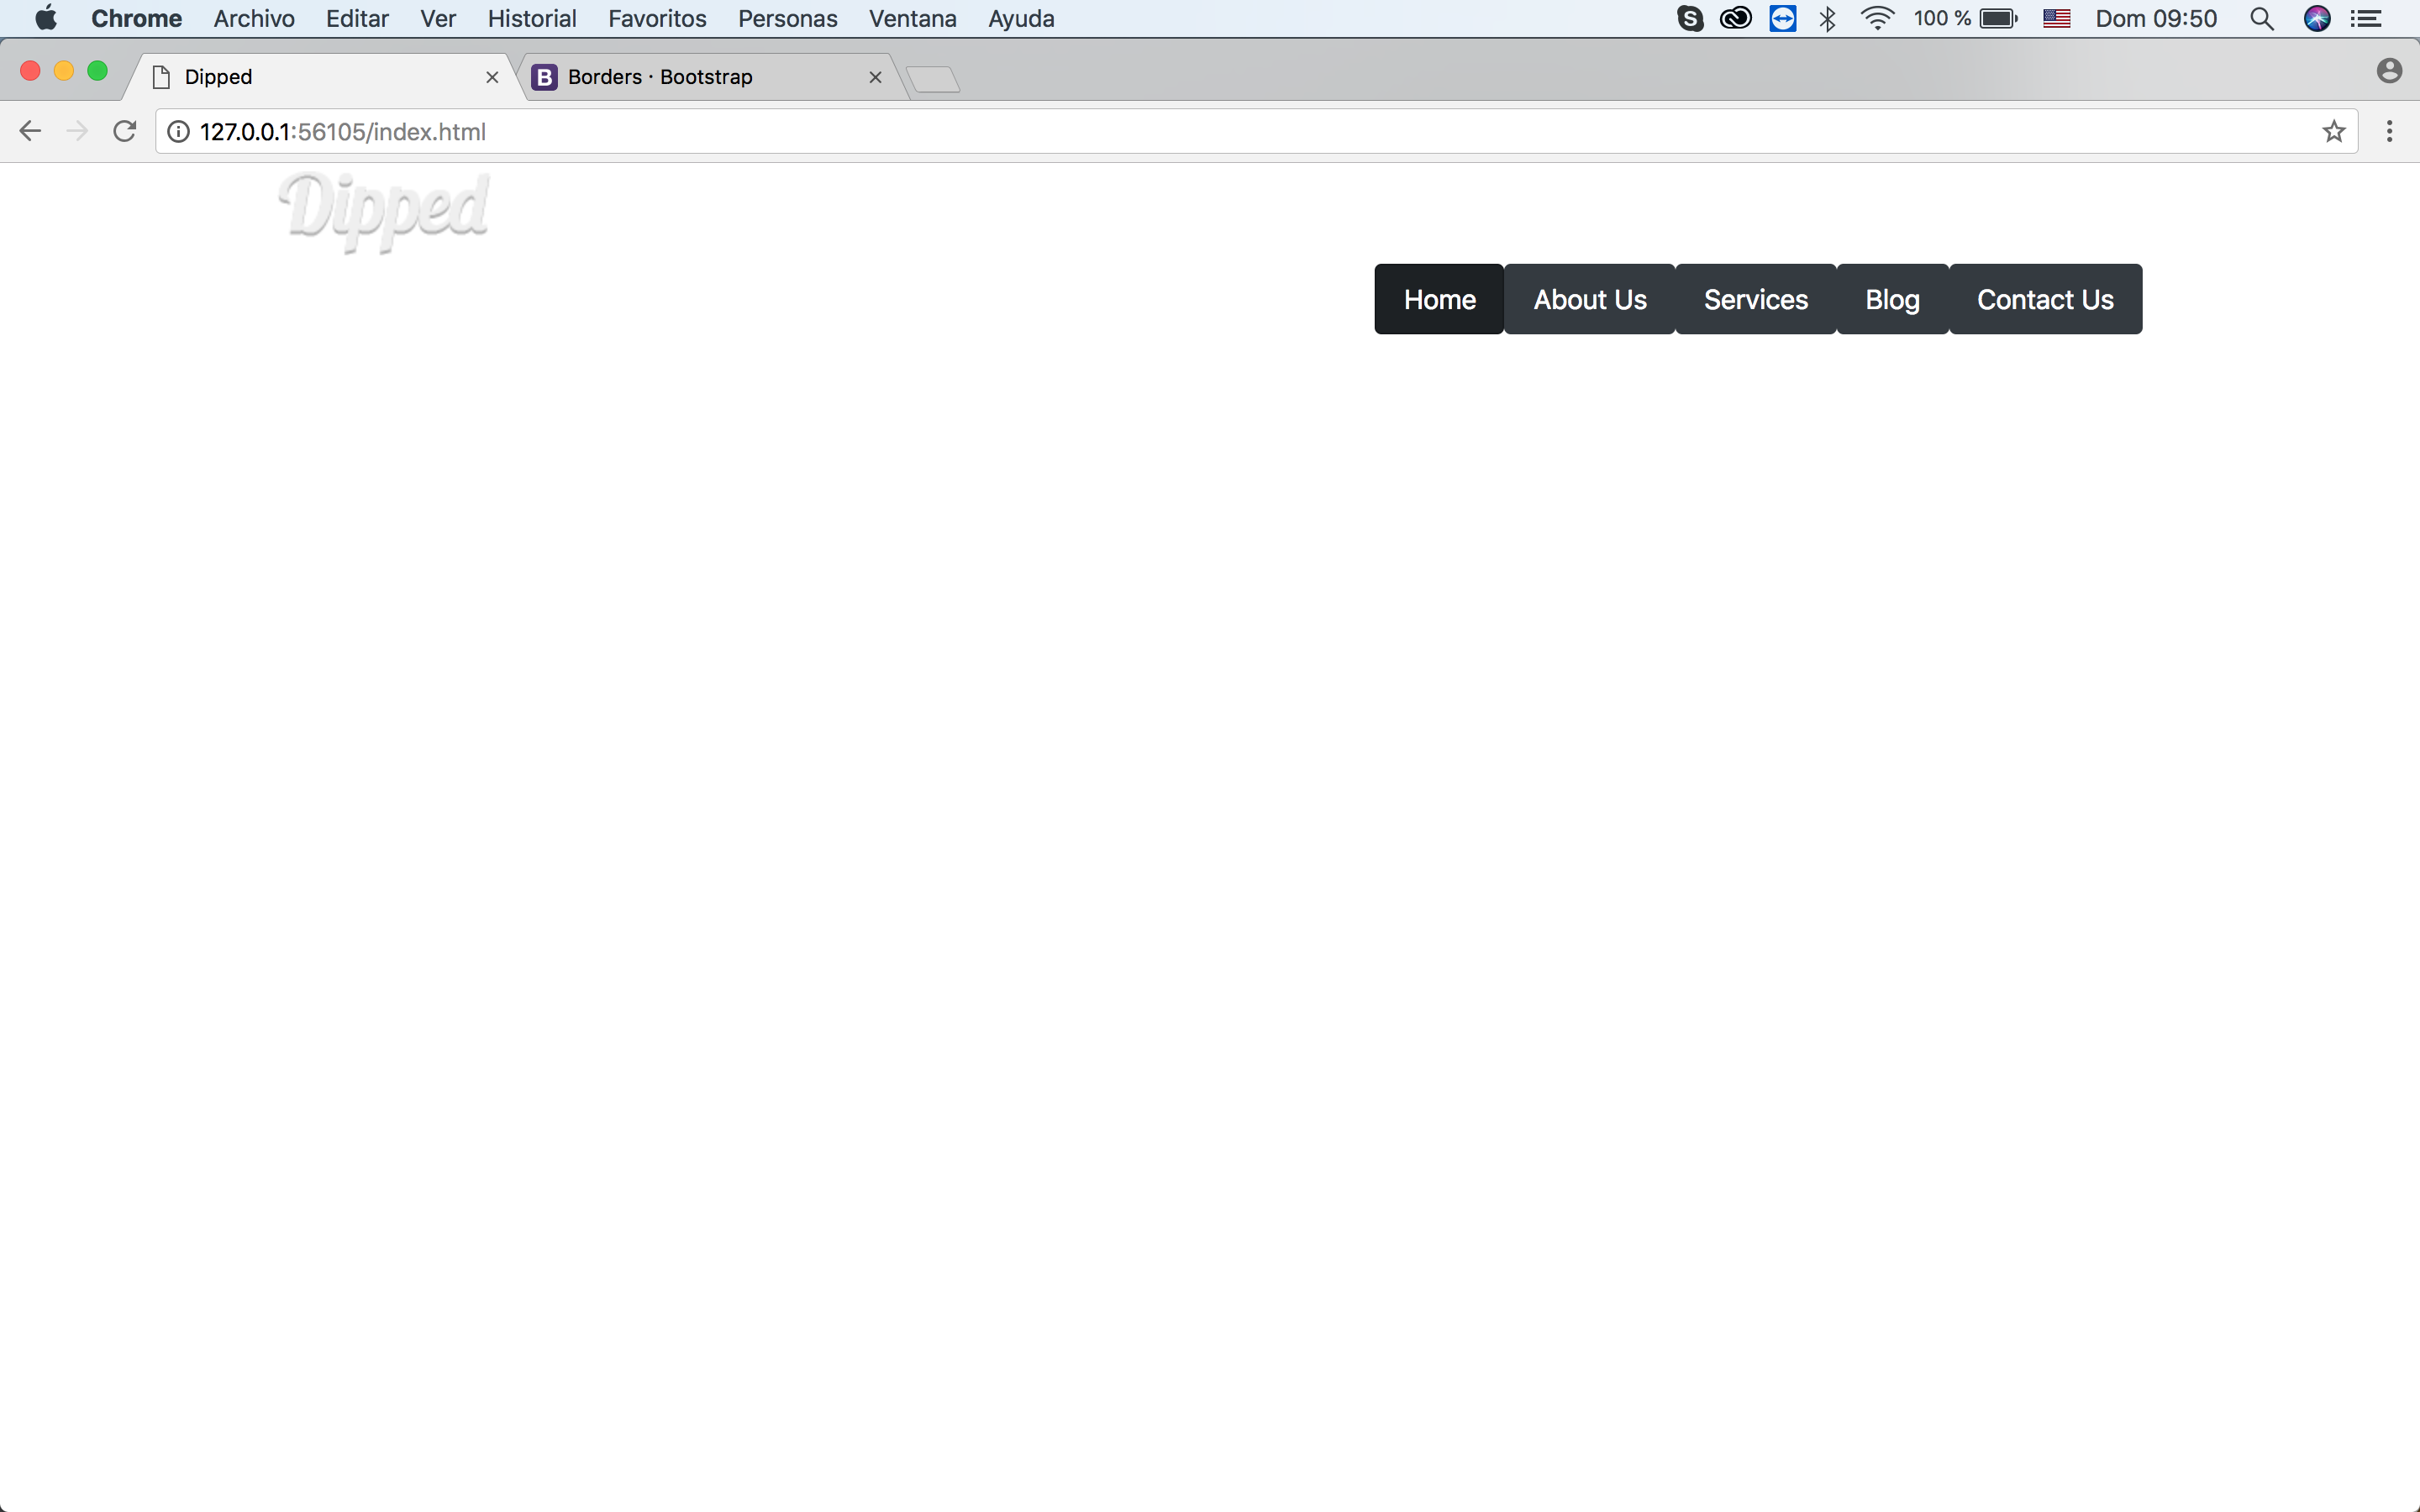 Chrome Archivo Editar Ver Historial Favoritos Personas Ventana Ayuda 100 % Dom 09:50
Dipped B Borders · Bootstrap
127.0.0.1:56105/index.html
Dipped
Home About Us Services Blog Contact Us